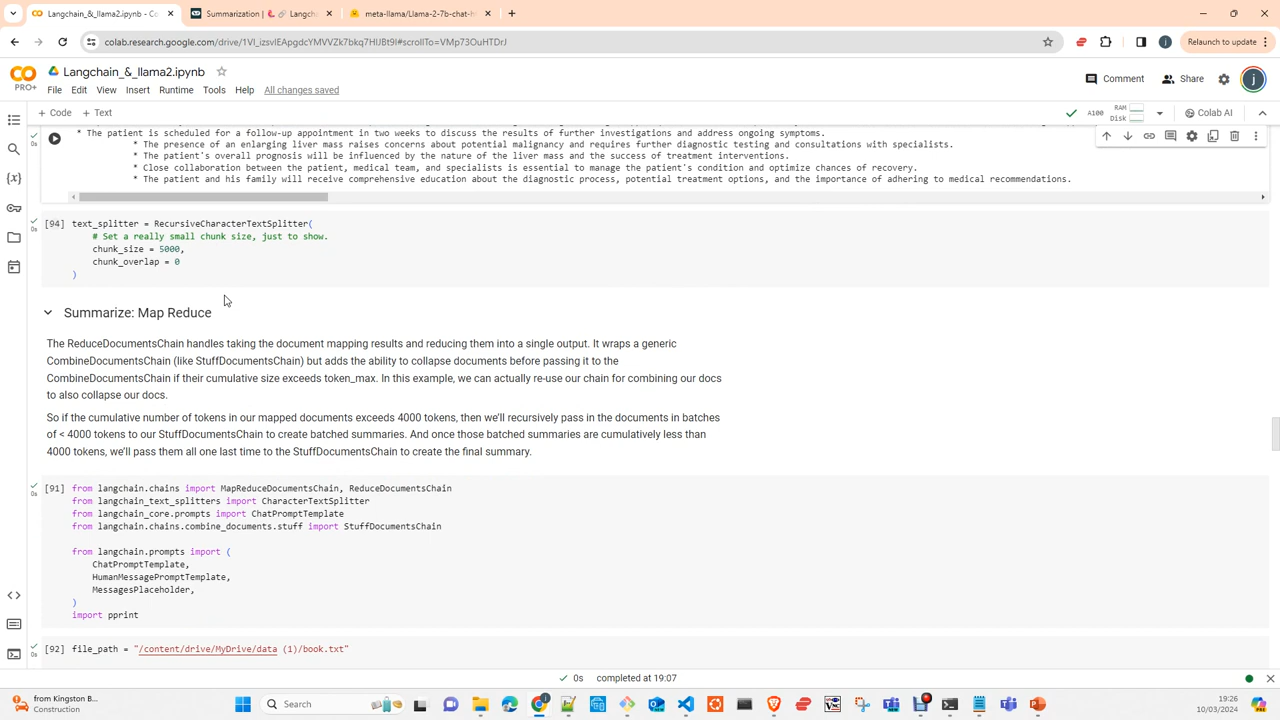 Langchain_&_llama2.ipynb - Co
Summarization | 🦜️🔗 Langcha
meta-llama/Llama-2-7b-chat-h
colab.research.google.com/drive/1Vl_izsvlEApgdcYMVVZk7bkq7HIJBt9l#scrollTo=VMp73OuHTDrJ
Relaunch to update
PRO+
Langchain_&_llama2.ipynb
File Edit View Insert Runtime Tools Help All changes saved
Comment Share
+ Code + Text
A100 RAM Disk Colab AI
0s
* The patient is scheduled for a follow-up appointment in two weeks to discuss the results of further investigations and address ongoing symptoms.
* The presence of an enlarging liver mass raises concerns about potential malignancy and requires further diagnostic testing and consultations with specialists.
* The patient's overall prognosis will be influenced by the nature of the liver mass and the success of treatment interventions.
* Close collaboration between the patient, medical team, and specialists is essential to manage the patient's condition and optimize chances of recovery.
* The patient and his family will receive comprehensive education about the diagnostic process, potential treatment options, and the importance of adhering to medical recommendations.
0s
[94] text_splitter = RecursiveCharacterTextSplitter(
# Set a really small chunk size, just to show.
chunk_size = 5000,
chunk_overlap = 0
)
Summarize: Map Reduce
The ReduceDocumentsChain handles taking the document mapping results and reducing them into a single output. It wraps a generic
CombineDocumentsChain (like StuffDocumentsChain) but adds the ability to collapse documents before passing it to the
CombineDocumentsChain if their cumulative size exceeds token_max. In this example, we can actually re-use our chain for combining our docs
to also collapse our docs.
So if the cumulative number of tokens in our mapped documents exceeds 4000 tokens, then we'll recursively pass in the documents in batches
of < 4000 tokens to our StuffDocumentsChain to create batched summaries. And once those batched summaries are cumulatively less than
4000 tokens, we'll pass them all one last time to the StuffDocumentsChain to create the final summary.
0s
[91] from langchain.chains import MapReduceDocumentsChain, ReduceDocumentsChain
from langchain_text_splitters import CharacterTextSplitter
from langchain_core.prompts import ChatPromptTemplate
from langchain.chains.combine_documents.stuff import StuffDocumentsChain
from langchain.prompts import (
ChatPromptTemplate,
HumanMessagePromptTemplate,
MessagesPlaceholder,
)
import pprint
0s
[92] file_path = "/content/drive/MyDrive/data (1)/book.txt"
0s completed at 19:07
from Kingston B...
Construction
Search
19:26
10/03/2024